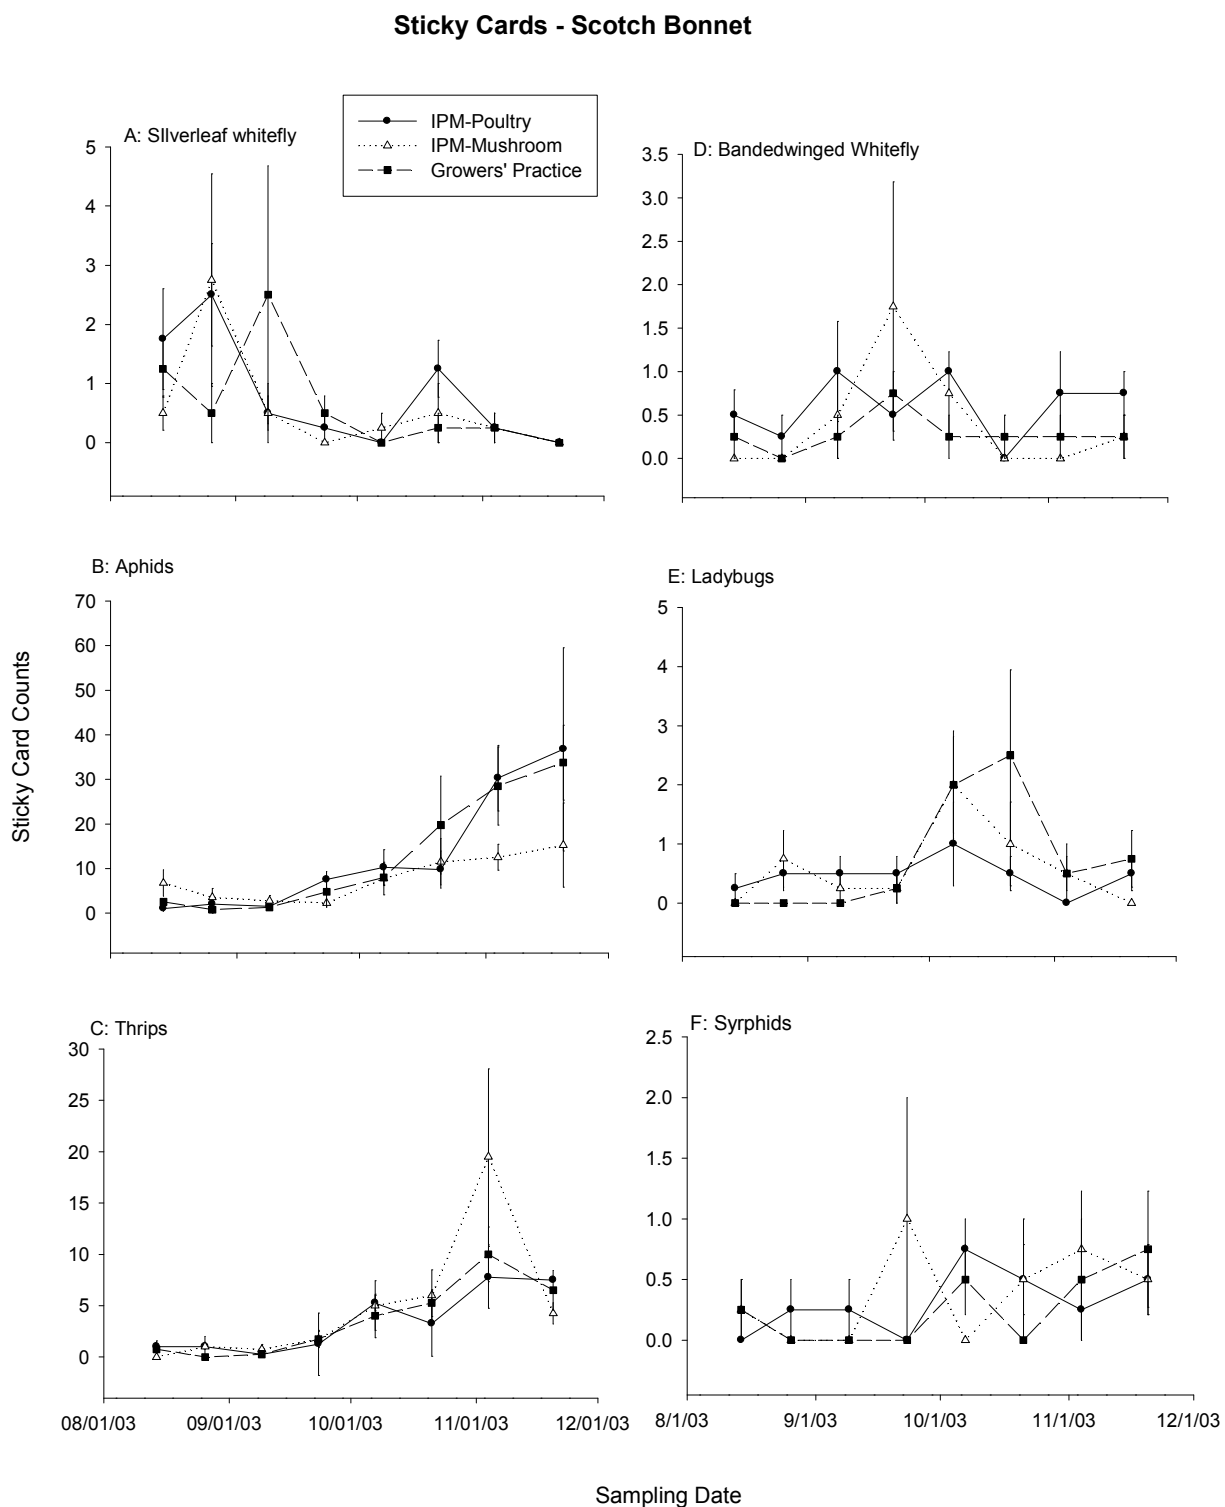 Sticky Cards - Scotch Bonnet
IPM-Poultry
IPM-Mushroom
Growers' Practice
A: SIlverleaf whitefly
5
4
3
2
1
0
D: Bandedwinged Whitefly
3.5
3.0
2.5
2.0
1.5
1.0
0.5
0.0
B: Aphids
70
60
50
40
30
20
10
0
E: Ladybugs
5
4
3
2
1
0
Sticky Card Counts
C: Thrips
30
25
20
15
10
5
0
08/01/03 09/01/03 10/01/03 11/01/03 12/01/03
F: Syrphids
2.5
2.0
1.5
1.0
0.5
0.0
8/1/03 9/1/03 10/1/03 11/1/03 12/1/03
Sampling Date